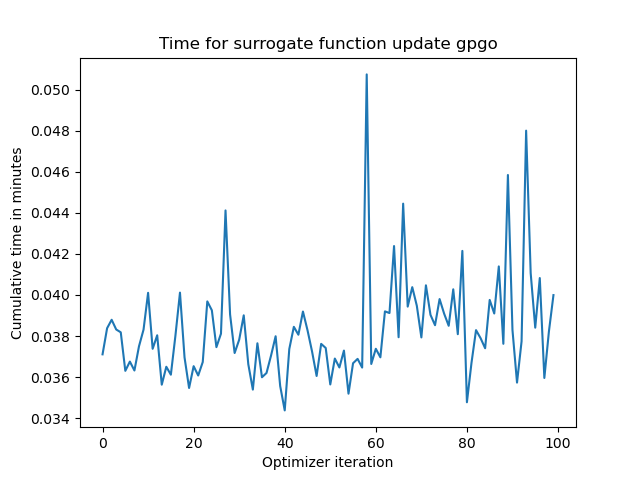 Time for surrogate function update gpgo
0.050
0.048
0.046
0.044
0.042
0.040
0.038
0.036
0.034
Cumulative time in minutes
0 20 40 60 80 100
Optimizer iteration